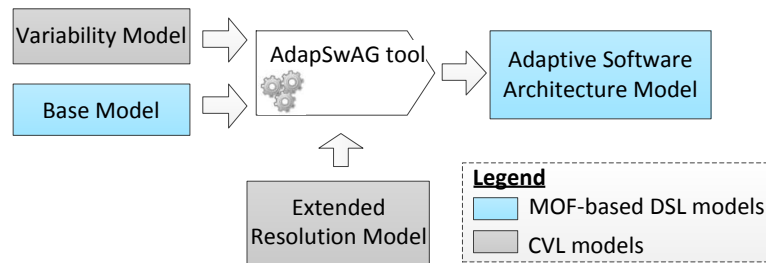 Variability Model
AdapSwAG tool
Base Model
Adaptive Software
Architecture Model
Extended
Resolution Model
Legend
MOF-based DSL models
CVL models